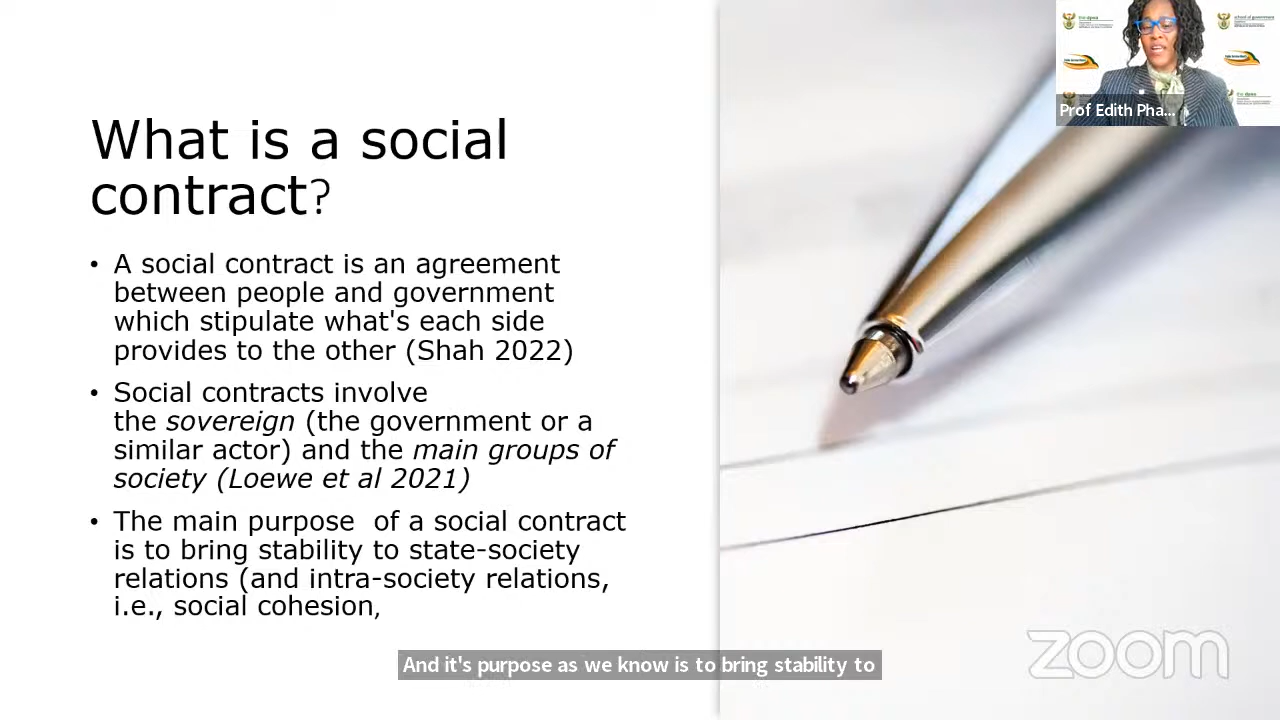 What is a social
contract?
• A social contract is an agreement
between people and government
which stipulate what's each side
provides to the other (Shah 2022)
• Social contracts involve
the sovereign (the government or a
similar actor) and the main groups of
society (Loewe et al 2021)
• The main purpose of a social contract
is to bring stability to state-society
relations (and intra-society relations,
i.e., social cohesion,
Prof Edith Pha...
And it's purpose as we know is to bring stability to
zoom